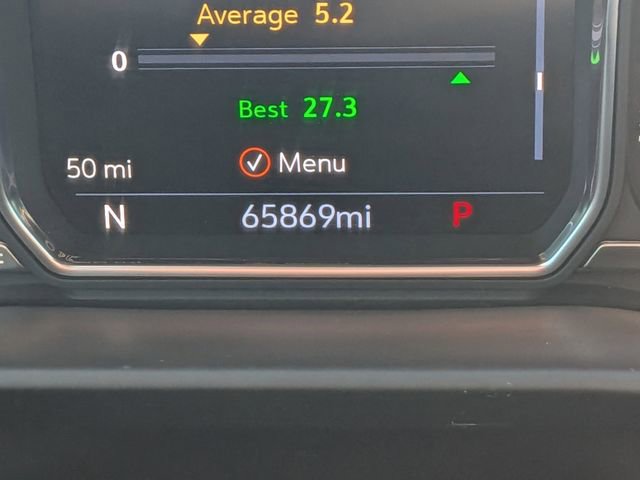 Average 5.2
0
Best 27.3
50 mi Menu
N 65869mi P